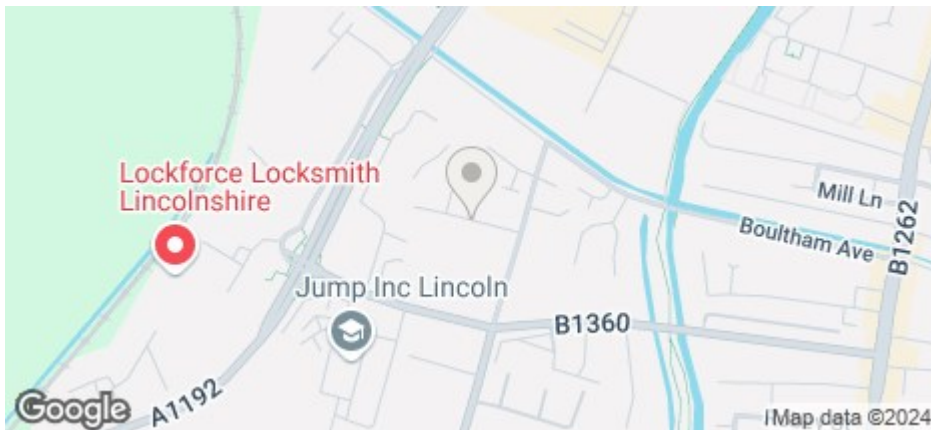 Lockforce Locksmith
Lincolnshire
Mill Ln
Boultham Ave
B1262
Jump Inc Lincoln
B1360
A1192
Google
Map data ©2024